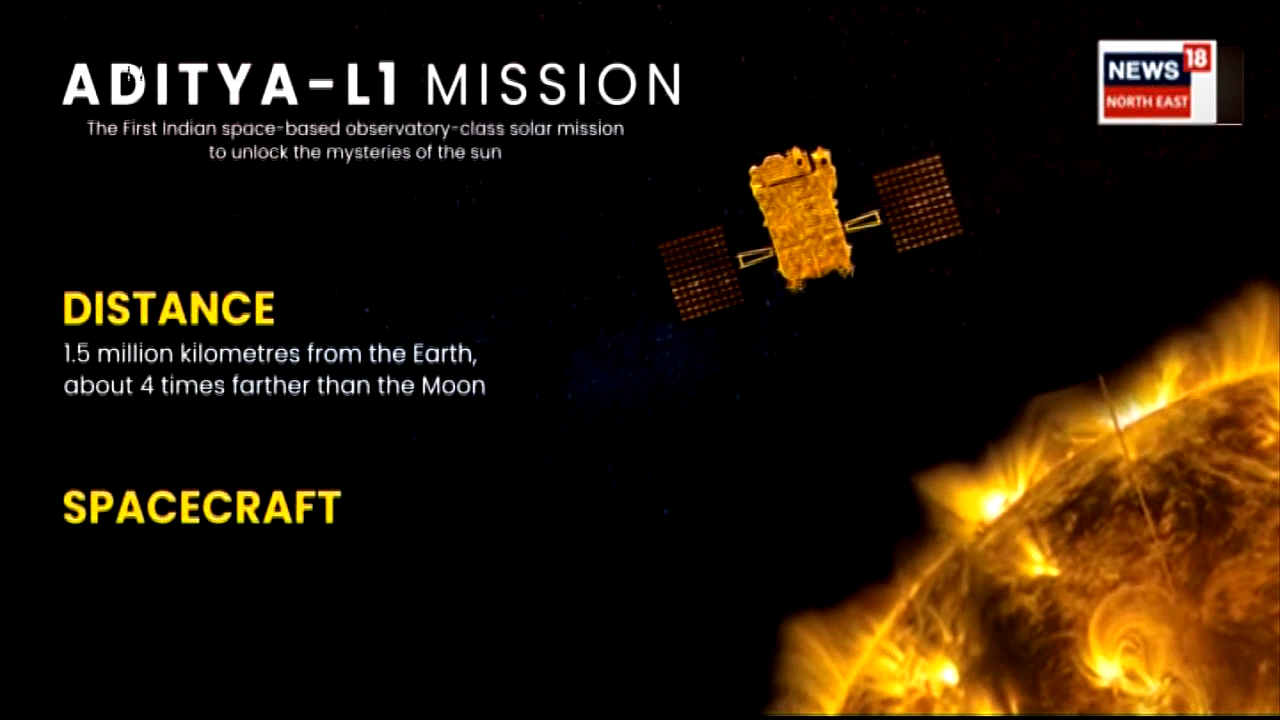 ADITYA-L1 MISSION
The First Indian space-based observatory-class solar mission
to unlock the mysteries of the sun
NEWS 18
NORTH EAST
DISTANCE
1.5 million kilometres from the Earth,
about 4 times farther than the Moon
SPACECRAFT